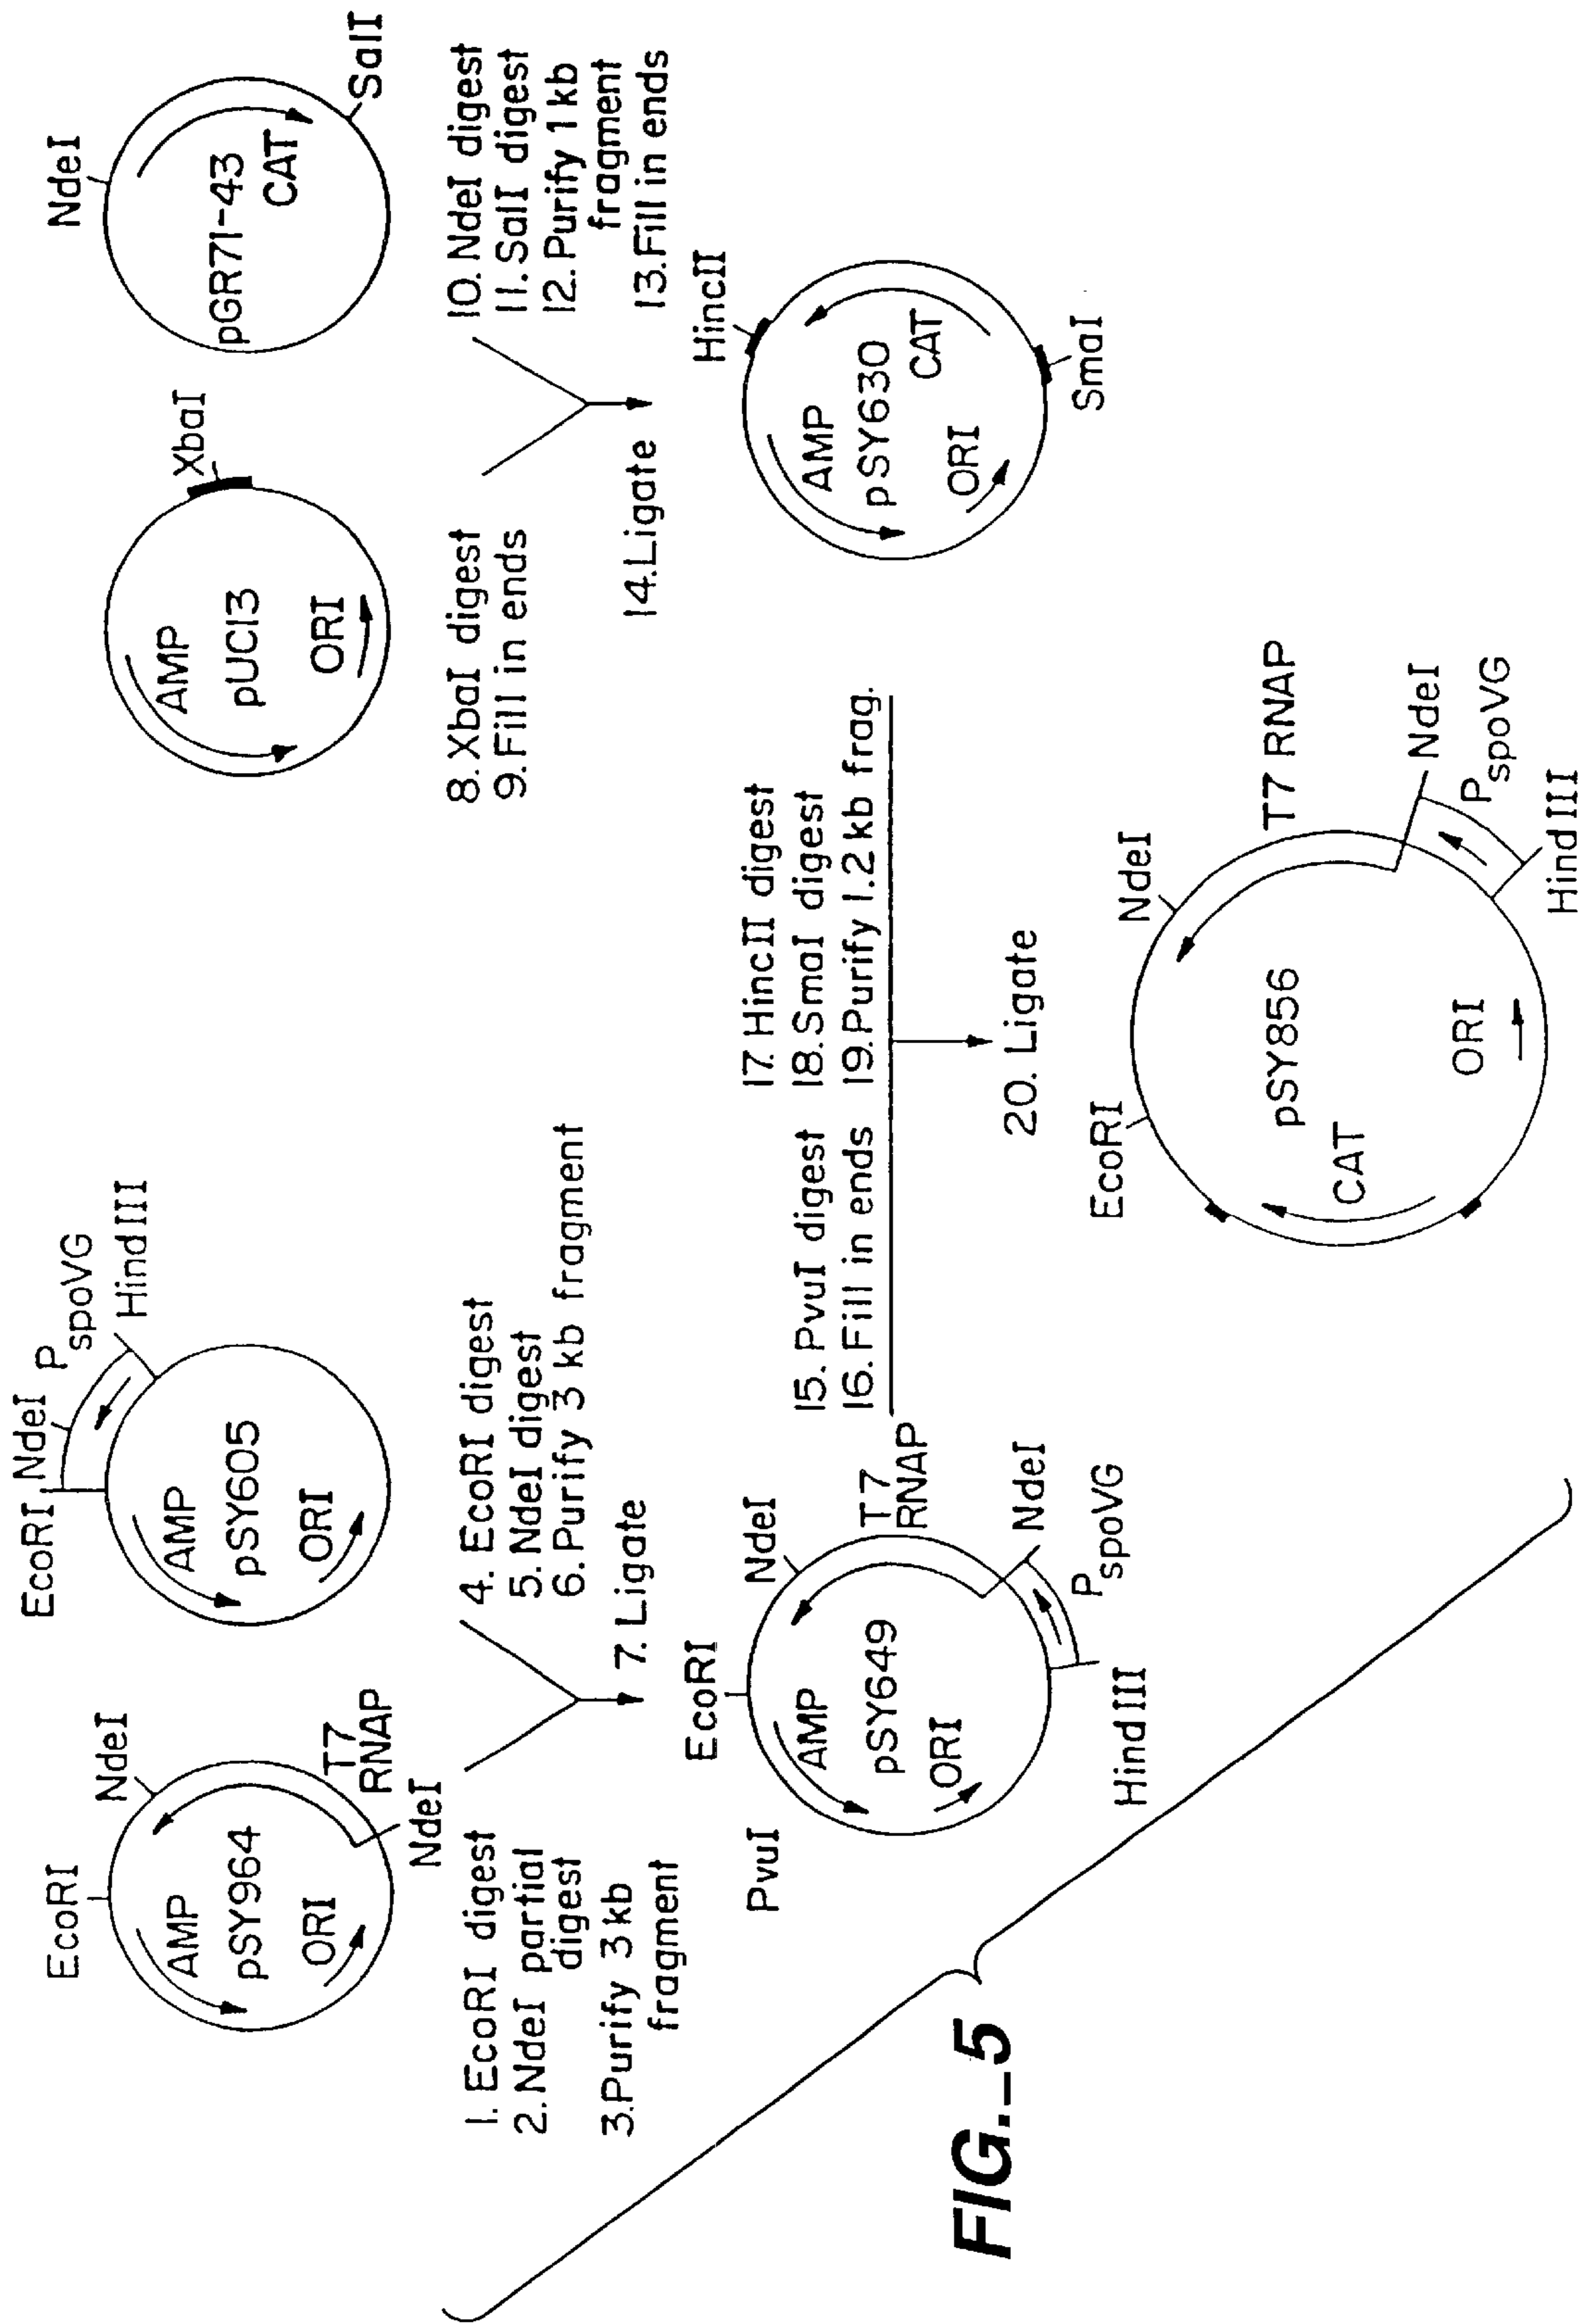 EcoRI
NdeI
AMP
pSY964
ORI
T7
RNAP
NdeI
EcoRI
NdeI
P spoVG
HindIII
AMP
pSY605
ORI
XbaI
AMP
pUC13
ORI
NdeI
pGR71-43
CAT
SalI
1. EcoRI digest
2. NdeI partial
digest
3. Purify 3 kb
fragment
4. EcoRI digest
5. NdeI digest
6. Purify 3 kb fragment
7. Ligate
8. XbaI digest
9. Fill in ends
10. NdeI digest
11. SalI digest
12. Purify 1 kb
fragment
13. Fill in ends
14. Ligate
PvuI
EcoRI
NdeI
AMP
pSY649
ORI
T7
RNAP
NdeI
P spoVG
HindIII
HincII
AMP
pSY630
CAT
ORI
SmaI
15. PvuI digest
16. Fill in ends
17. HincII digest
18. SmaI digest
19. Purify 1.2 kb frag.
20. Ligate
EcoRI
NdeI
T7 RNAP
pSY856
CAT
ORI
NdeI
P spoVG
Hind III
FIG._5